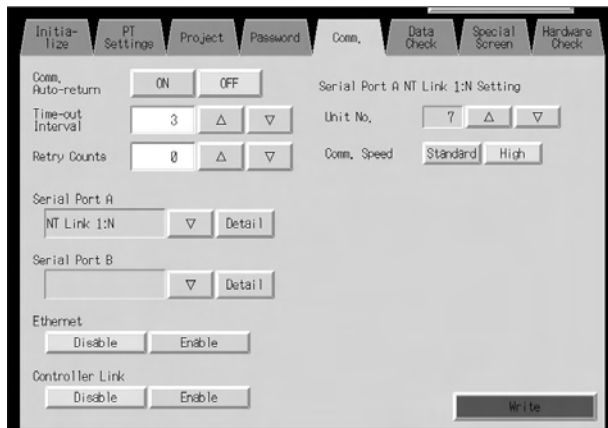 Initia-
lize
PT
Settings
Project
Password
Comm.
Data
Check
Special
Screen
Hardware
Check
Comm.
Auto-return
ON
OFF
Serial Port A NT Link 1:N Setting
Time-out
Interval
3
△
▽
Unit No.
7
△
▽
Retry Counts
0
△
▽
Comm. Speed
Standard
High
Serial Port A
NT Link 1:N
▽
Detail
Serial Port B
▽
Detail
Ethernet
Disable
Enable
Controller Link
Disable
Enable
Write